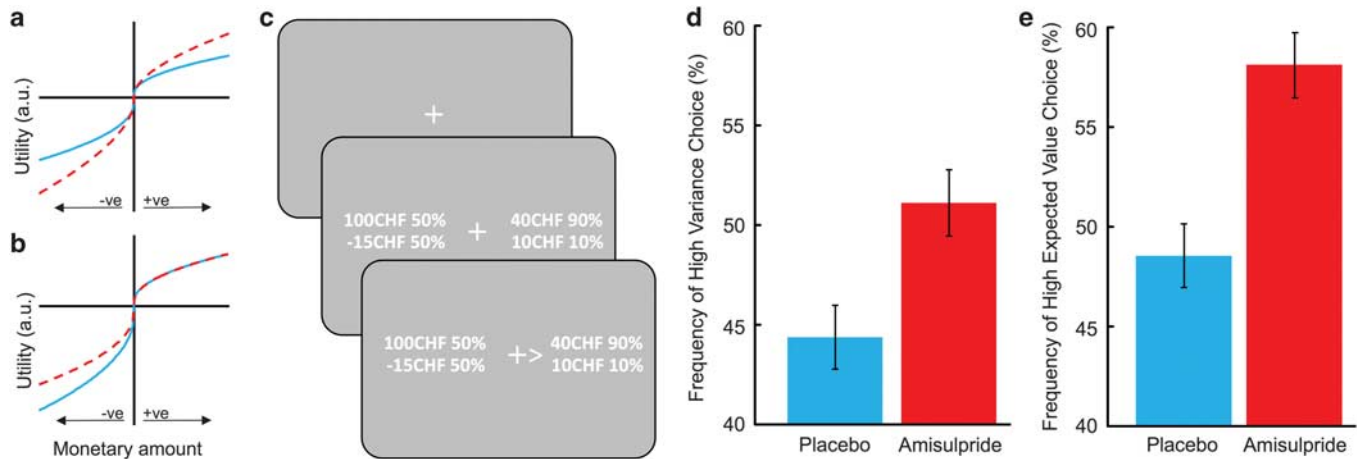 a
Utility (a.u.)
-ve +ve
b
Utility (a.u.)
-ve +ve
Monetary amount
c
+
100CHF 50% + 40CHF 90%
-15CHF 50% 10CHF 10%
100CHF 50% +> 40CHF 90%
-15CHF 50% 10CHF 10%
d
Frequency of High Variance Choice (%)
60
55
50
45
40
Placebo Amisulpride
e
Frequency of High Expected Value Choice (%)
60
55
50
45
40
Placebo Amisulpride